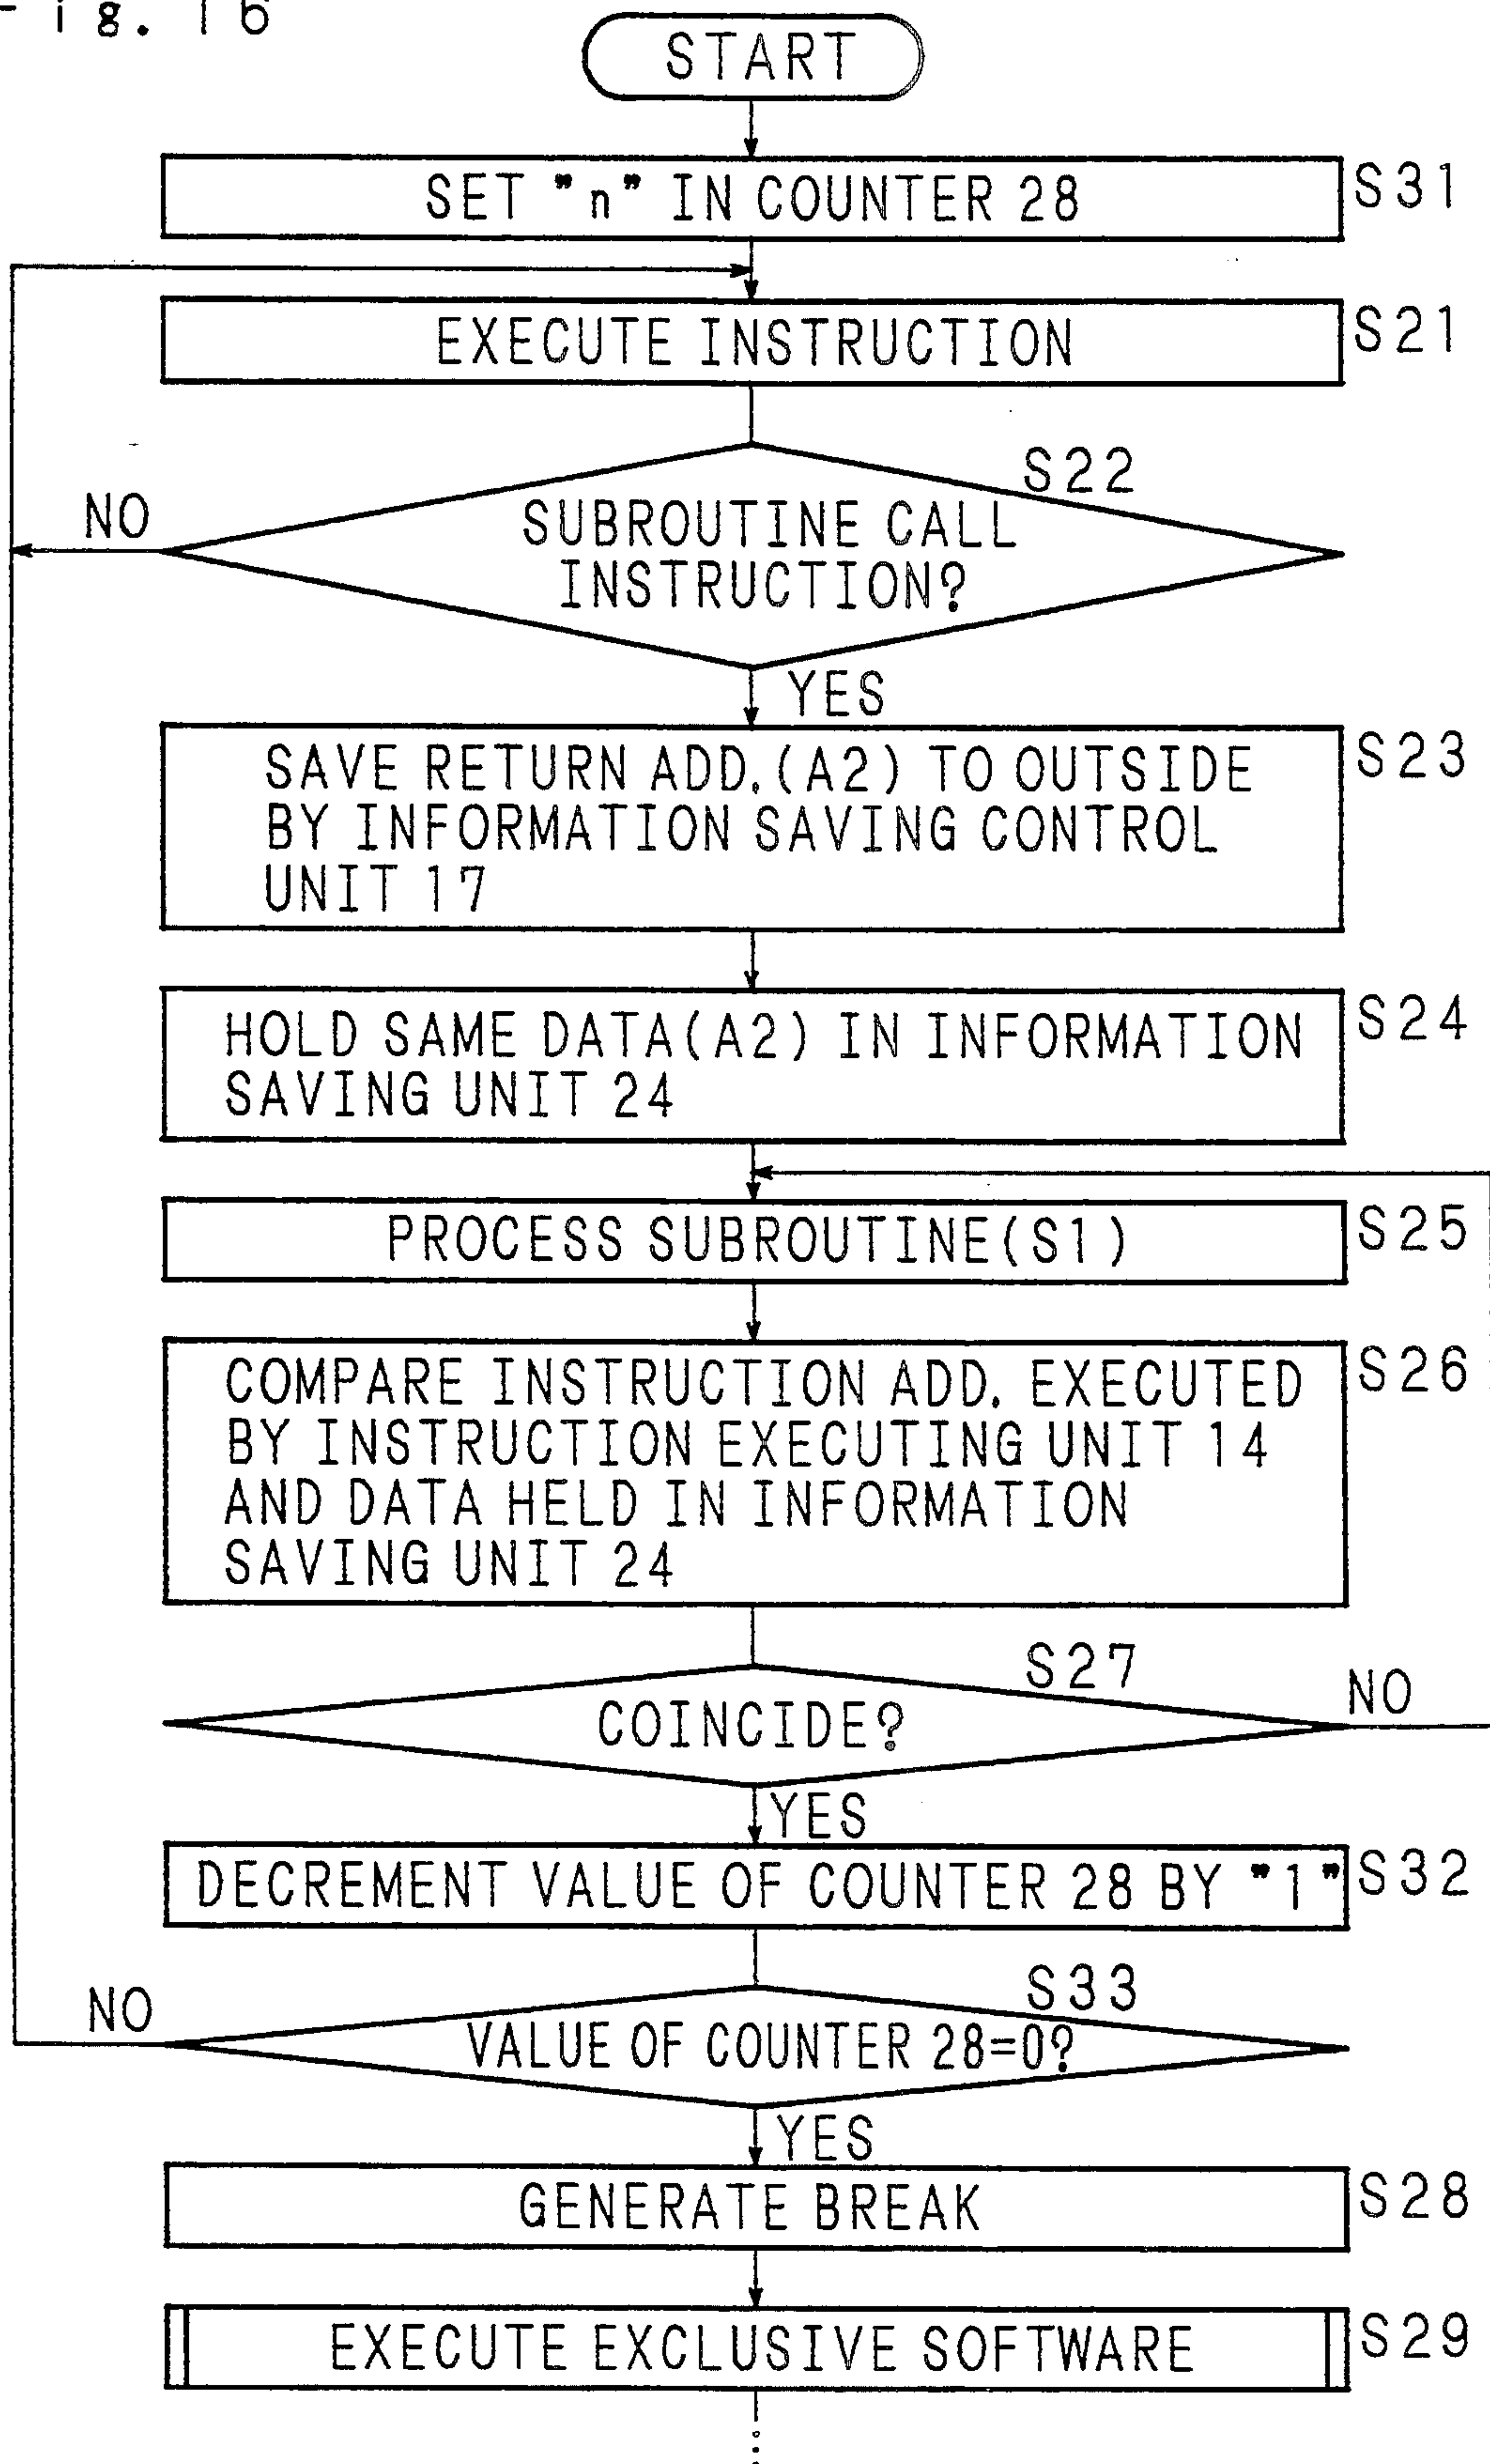 Fig. 16
START
SET "n" IN COUNTER 28
S31
EXECUTE INSTRUCTION
S21
S22
SUBROUTINE CALL
INSTRUCTION?
NO
YES
SAVE RETURN ADD.(A2) TO OUTSIDE
BY INFORMATION SAVING CONTROL
UNIT 17
S23
HOLD SAME DATA(A2) IN INFORMATION
SAVING UNIT 24
S24
PROCESS SUBROUTINE(S1)
S25
COMPARE INSTRUCTION ADD. EXECUTED
BY INSTRUCTION EXECUTING UNIT 14
AND DATA HELD IN INFORMATION
SAVING UNIT 24
S26
S27
COINCIDE?
NO
YES
DECREMENT VALUE OF COUNTER 28 BY "1"
S32
S33
NO
VALUE OF COUNTER 28=0?
YES
GENERATE BREAK
S28
EXECUTE EXCLUSIVE SOFTWARE
S29